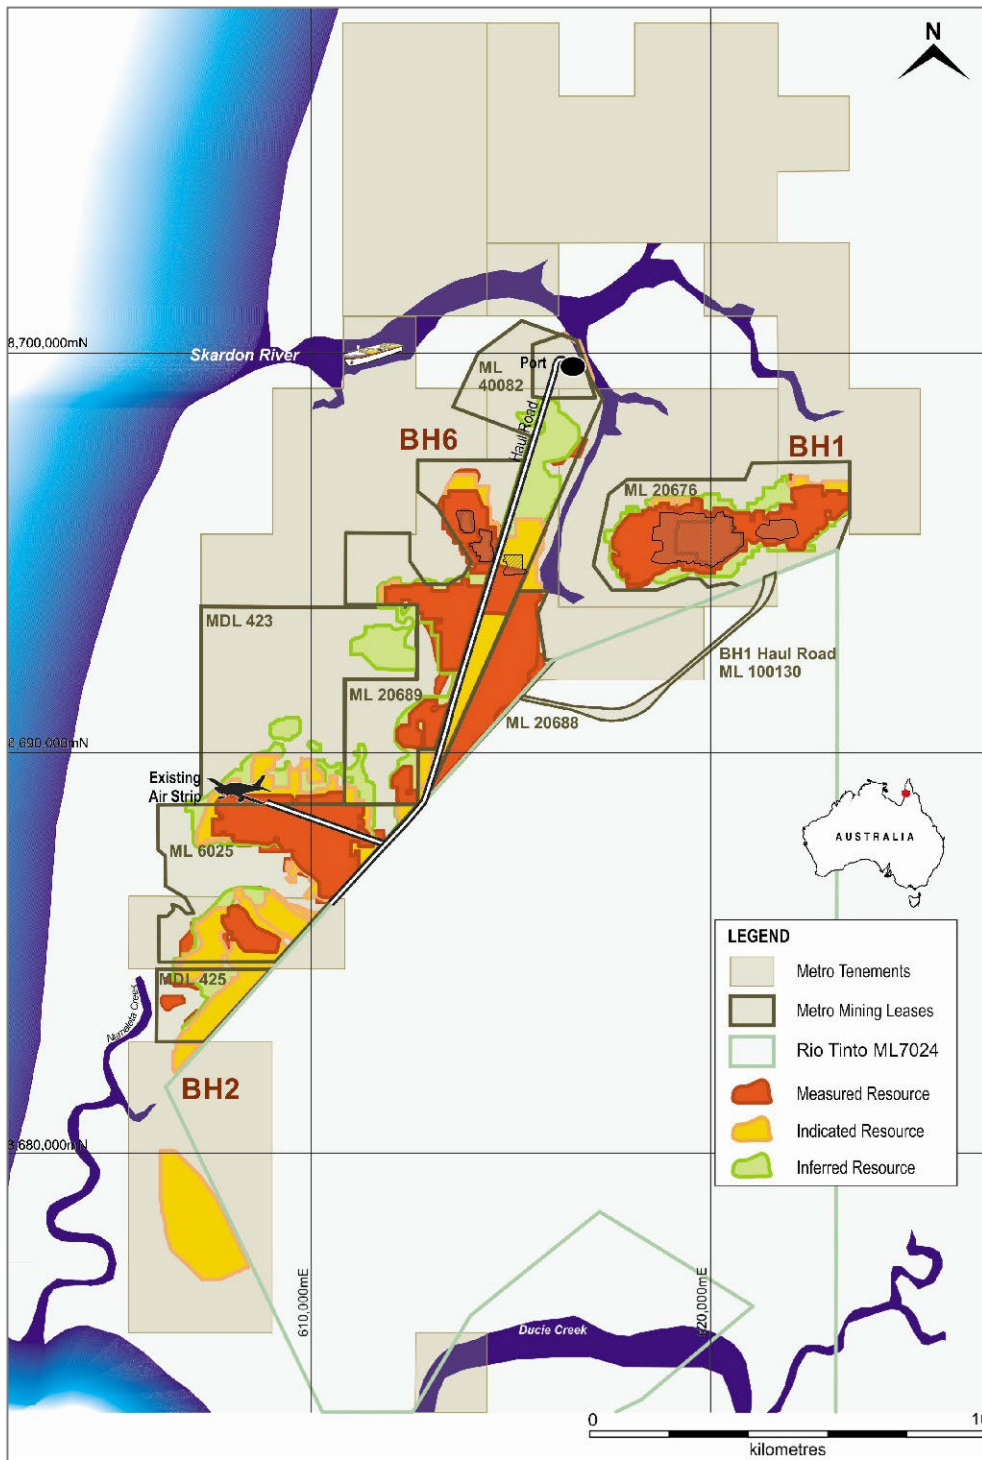 N
8,700,000mN
Skardon River
Port
ML
40082
Haul Road
BH6
BH1
ML 20676
MDL 423
BH1 Haul Road
ML 100130
ML 20689
ML 20688
8,690,000mN
Existing
Air Strip
AUSTRALIA
ML 6025
LEGEND
Metro Tenements
Metro Mining Leases
Rio Tinto ML7024
Measured Resource
Indicated Resource
Inferred Resource
MDL 425
Namaleta Creek
BH2
8,680,000mN
610,000mE
620,000mE
Ducie Creek
0
10
kilometres